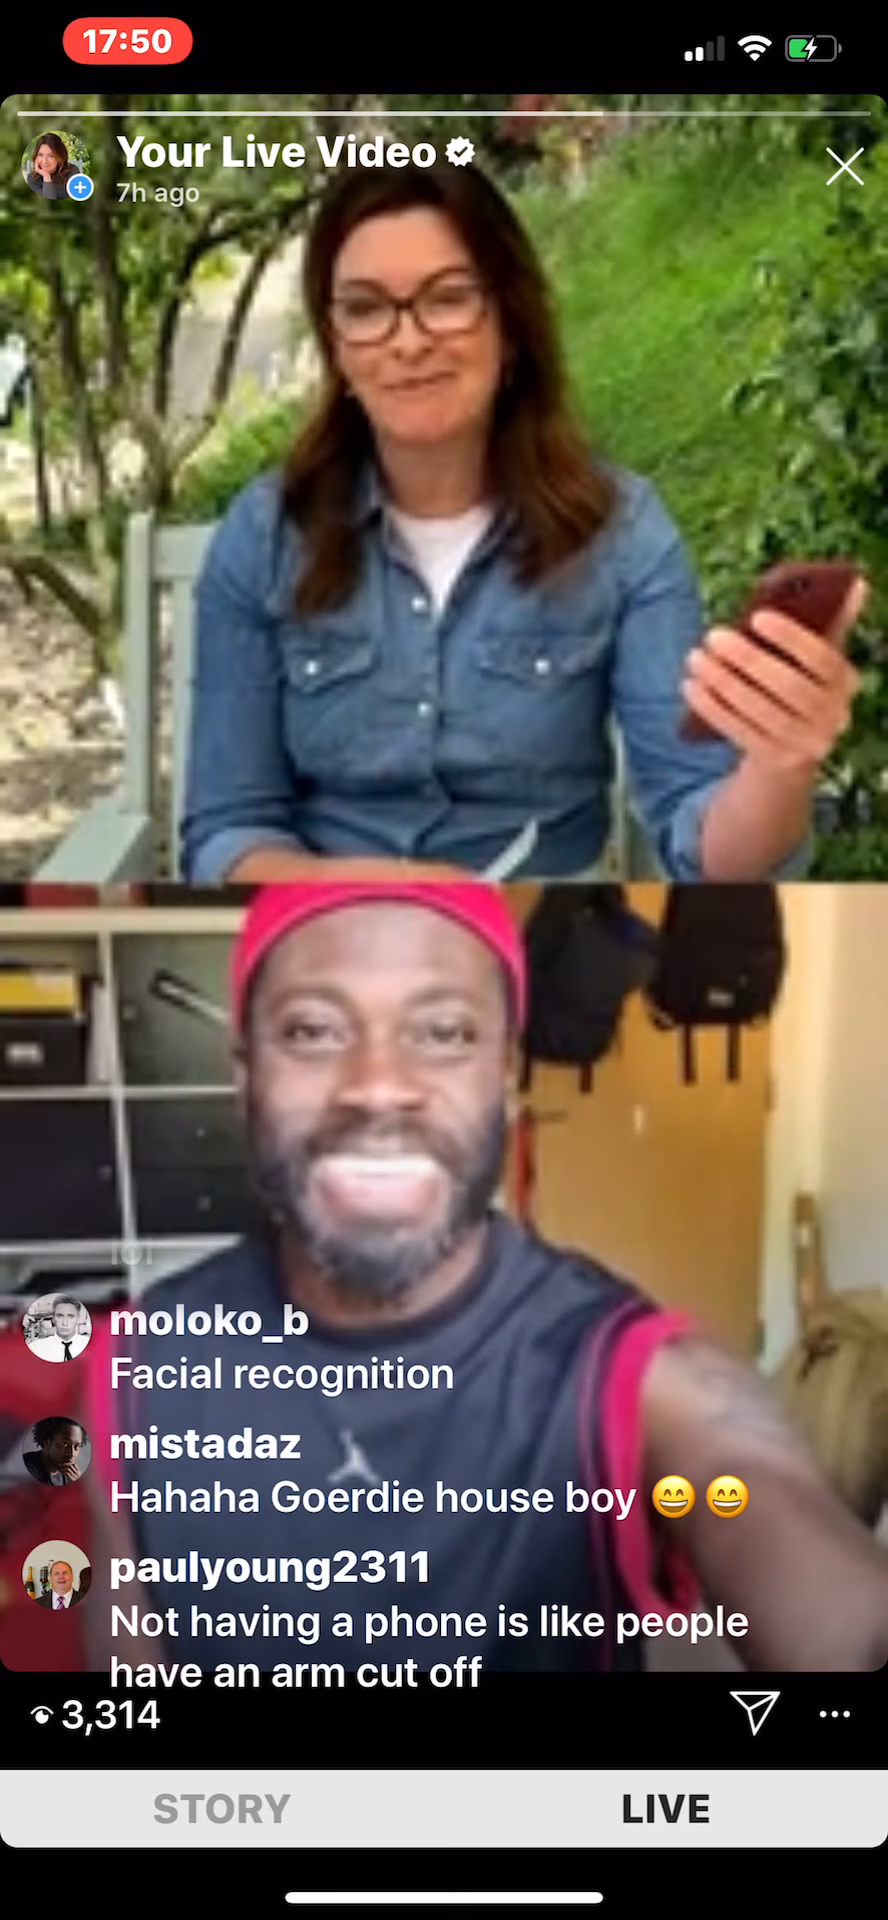 17:50
Your Live Video
7h ago
lol
moloko_b
Facial recognition
mistadaz
Hahaha Goerdie house boy 😄 😄
paulyoung2311
Not having a phone is like people
have an arm cut off
3,314
STORY
LIVE